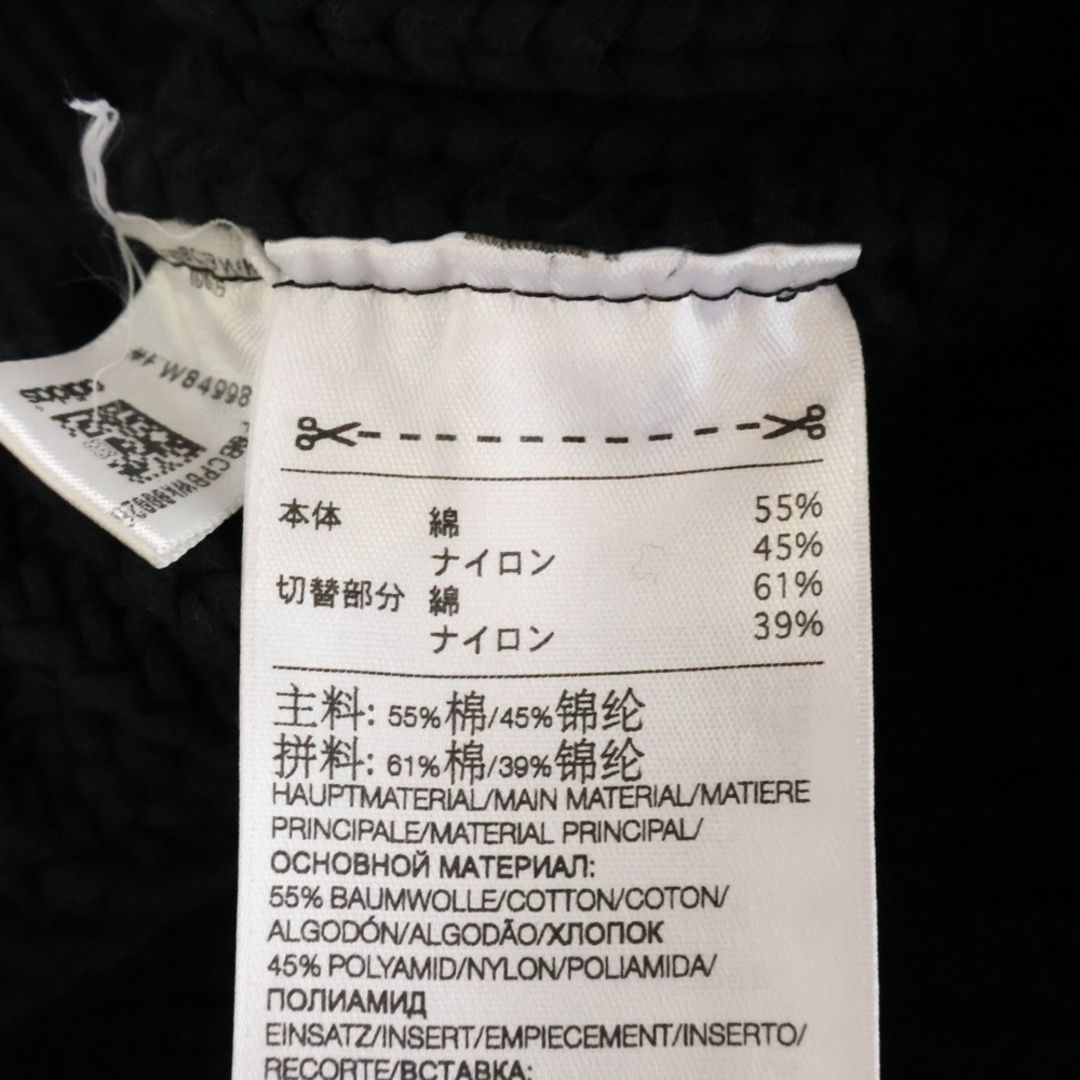 adidas
本体 綿 55%
ナイロン 45%
切替部分 綿 61%
ナイロン 39%
主料: 55%棉/45%锦纶
拼料: 61%棉/39%锦纶
HAUPTMATERIAL/MAIN MATERIAL/MATIERE
PRINCIPALE/MATERIAL PRINCIPAL/
ОСНОВНОЙ МАТЕРИАЛ:
55% BAUMWOLLE/COTTON/COTON/
ALGODÓN/ALGODÃO/ХЛОПОК
45% POLYAMID/NYLON/POLIAMIDA/
ПОЛИАМИД
EINSATZ/INSERT/EMPIECEMENT/INSERTO/
RECORTE/ВСТАВКА: